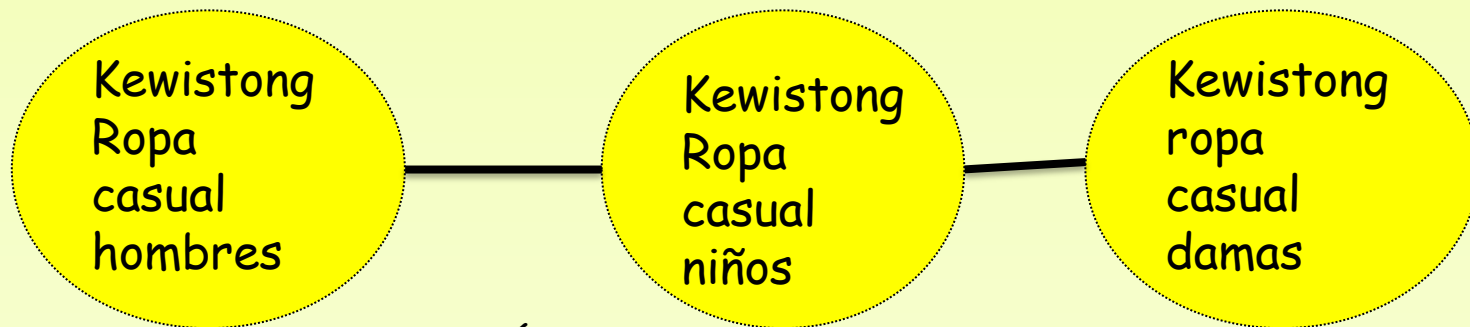 Kewistong
Ropa
casual
hombres
Kewistong
Ropa
casual
niños
Kewistong
ropa
casual
damas